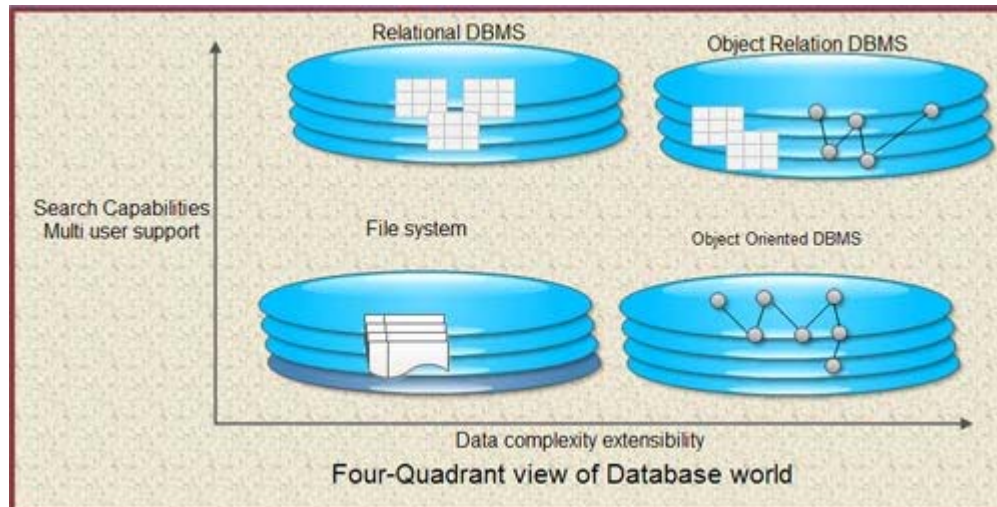 Relational DBMS
Object Relation DBMS
Search Capabilities
Multi user support
File system
Object Oriented DBMS
Data complexity extensibility
Four-Quadrant view of Database world